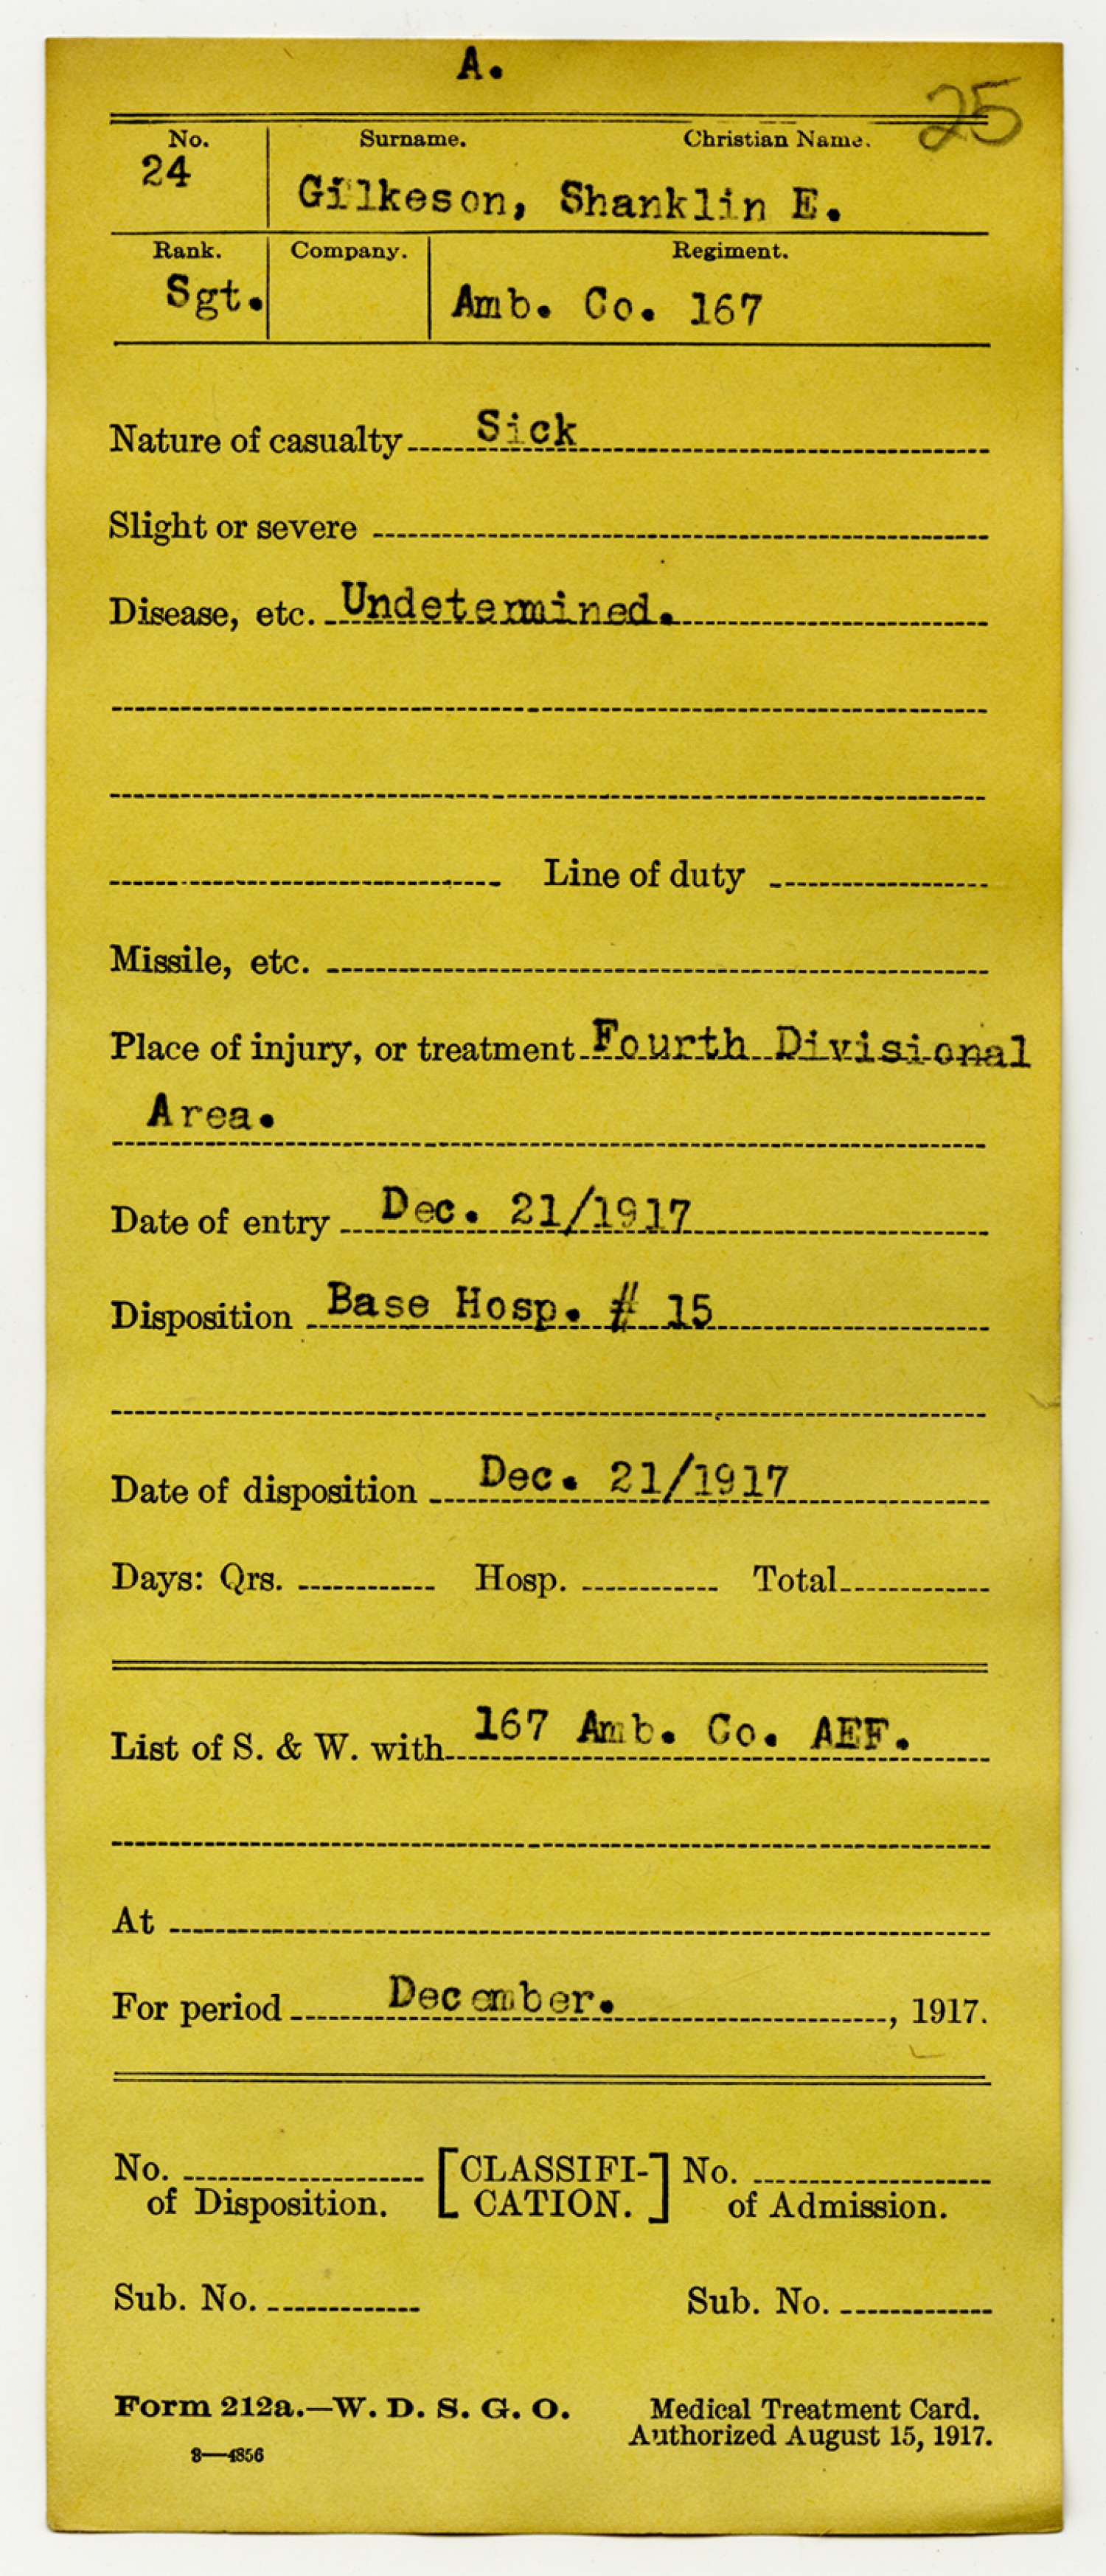 A.
25
No. Surname. Christian Name.
24 Gilkeson, Shanklin E.
Rank. Company. Regiment.
Sgt. Amb. Co. 167
Nature of casualty Sick
Slight or severe
Disease, etc. Undetermined.
Line of duty
Missile, etc.
Place of injury, or treatment Fourth Divisional
Area.
Date of entry Dec. 21/1917
Disposition Base Hosp. # 15
Date of disposition Dec. 21/1917
Days: Qrs. Hosp. Total
List of S. & W. with 167 Amb. Co. AEF.
At
For period December. , 1917.
No. [CLASSIFI- No.
of Disposition. CATION.] of Admission.
Sub. No. Sub. No.
Form 212a.—W. D. S. G. O. Medical Treatment Card.
Authorized August 15, 1917.
8—4856